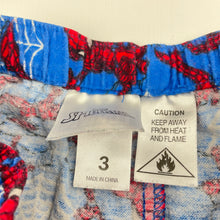 3
MADE IN CHINA
CAUTION
KEEP AWAY
FROM HEAT
AND FLAME